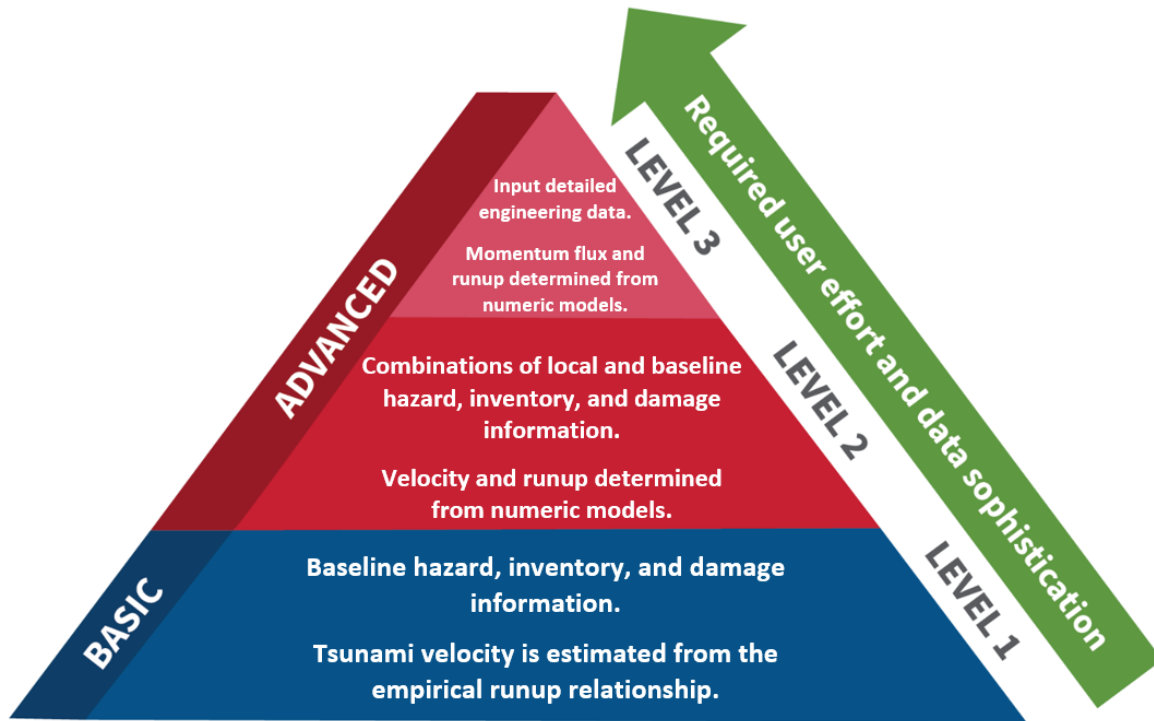 Input detailed
engineering data.
Momentum flux and
runup determined from
numeric models.
Combinations of local and baseline
hazard, inventory, and damage
information.
Velocity and runup determined
from numeric models.
Baseline hazard, inventory, and damage
information.
Tsunami velocity is estimated from the
empirical runup relationship.
ADVANCED
BASIC
LEVEL 3
LEVEL 2
LEVEL 1
Required user effort and data sophistication